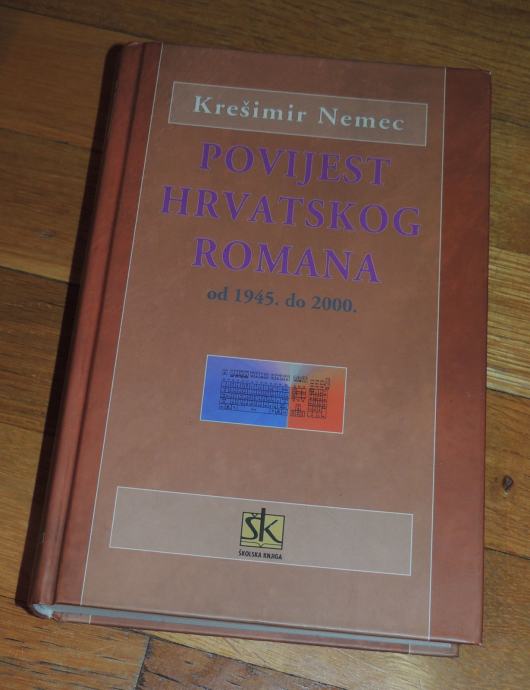 Krešimir Nemec
POVIJEST
HRVATSKOG
ROMANA
od 1945. do 2000.
šk
ŠKOLSKA KNJIGA